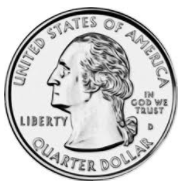 UNITED STATES OF AMERICA
LIBERTY
IN
GOD WE
TRUST
D
QUARTER DOLLAR